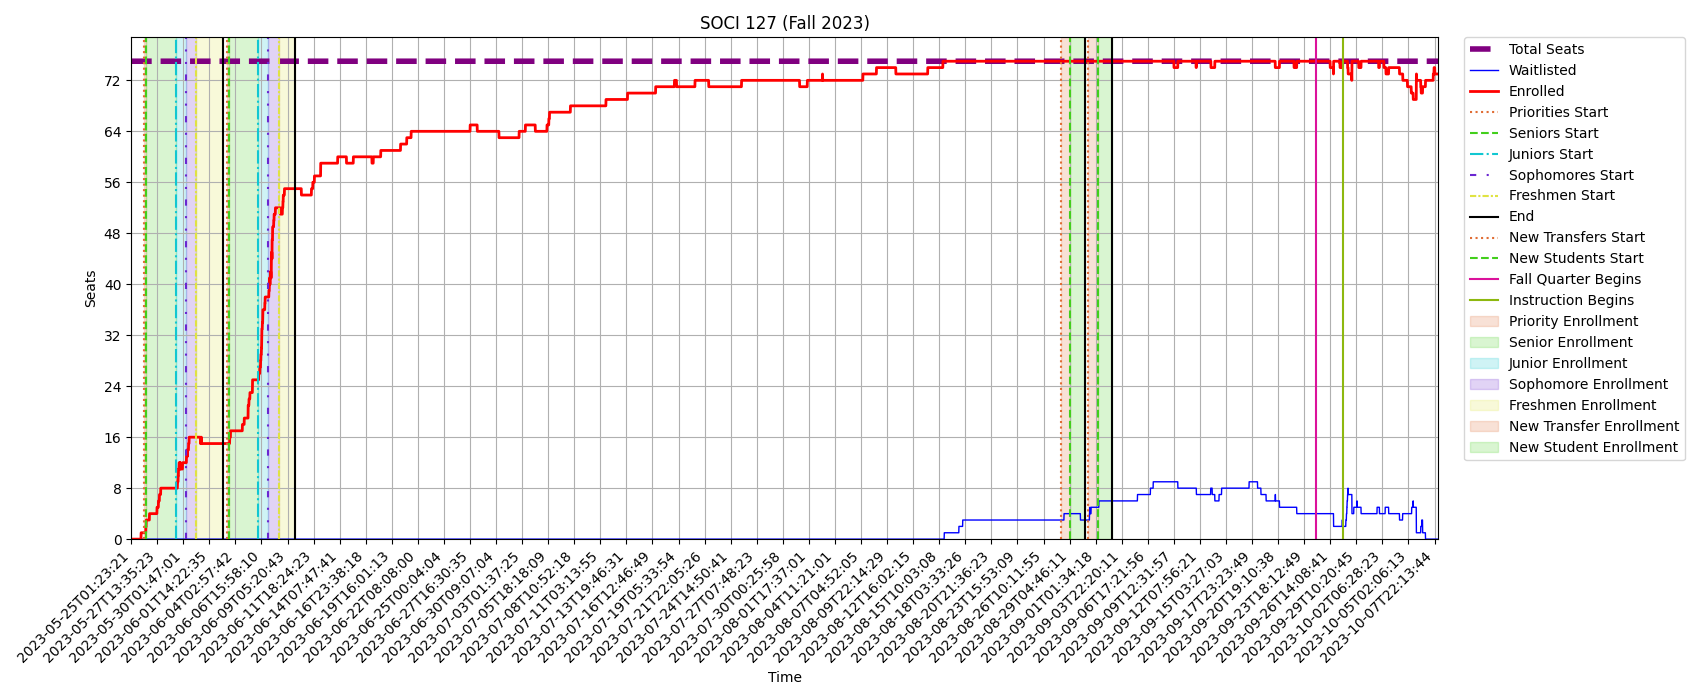 SOCI 127 (Fall 2023)
Seats
72
64
56
48
40
32
24
16
8
0
2023-05-25T01:23:21
2023-05-27T13:35:23
2023-05-30T01:47:01
2023-06-01T14:22:35
2023-06-04T02:57:42
2023-06-06T15:58:10
2023-06-09T05:20:43
2023-06-11T18:24:23
2023-06-14T07:47:41
2023-06-16T23:38:18
2023-06-19T16:01:13
2023-06-22T08:08:00
2023-06-25T00:04:04
2023-06-27T16:30:35
2023-06-30T09:07:04
2023-07-03T01:37:25
2023-07-05T18:18:09
2023-07-08T10:52:18
2023-07-11T03:13:55
2023-07-13T19:46:31
2023-07-16T12:46:49
2023-07-19T05:33:54
2023-07-21T22:05:26
2023-07-24T14:50:41
2023-07-27T07:48:23
2023-07-30T00:25:58
2023-08-01T17:37:01
2023-08-04T11:21:01
2023-08-07T04:52:05
2023-08-09T22:14:29
2023-08-12T16:02:15
2023-08-15T10:03:08
2023-08-18T03:33:26
2023-08-20T21:36:23
2023-08-23T15:53:09
2023-08-26T10:11:55
2023-08-29T04:46:11
2023-09-01T01:34:18
2023-09-03T22:20:11
2023-09-06T17:21:56
2023-09-09T12:31:57
2023-09-12T07:56:21
2023-09-15T03:27:03
2023-09-17T23:23:49
2023-09-20T19:10:38
2023-09-23T18:12:49
2023-09-26T14:08:41
2023-09-29T10:20:45
2023-10-02T06:28:23
2023-10-05T02:06:13
2023-10-07T22:13:44
Time
Total Seats
Waitlisted
Enrolled
Priorities Start
Seniors Start
Juniors Start
Sophomores Start
Freshmen Start
End
New Transfers Start
New Students Start
Fall Quarter Begins
Instruction Begins
Priority Enrollment
Senior Enrollment
Junior Enrollment
Sophomore Enrollment
Freshmen Enrollment
New Transfer Enrollment
New Student Enrollment